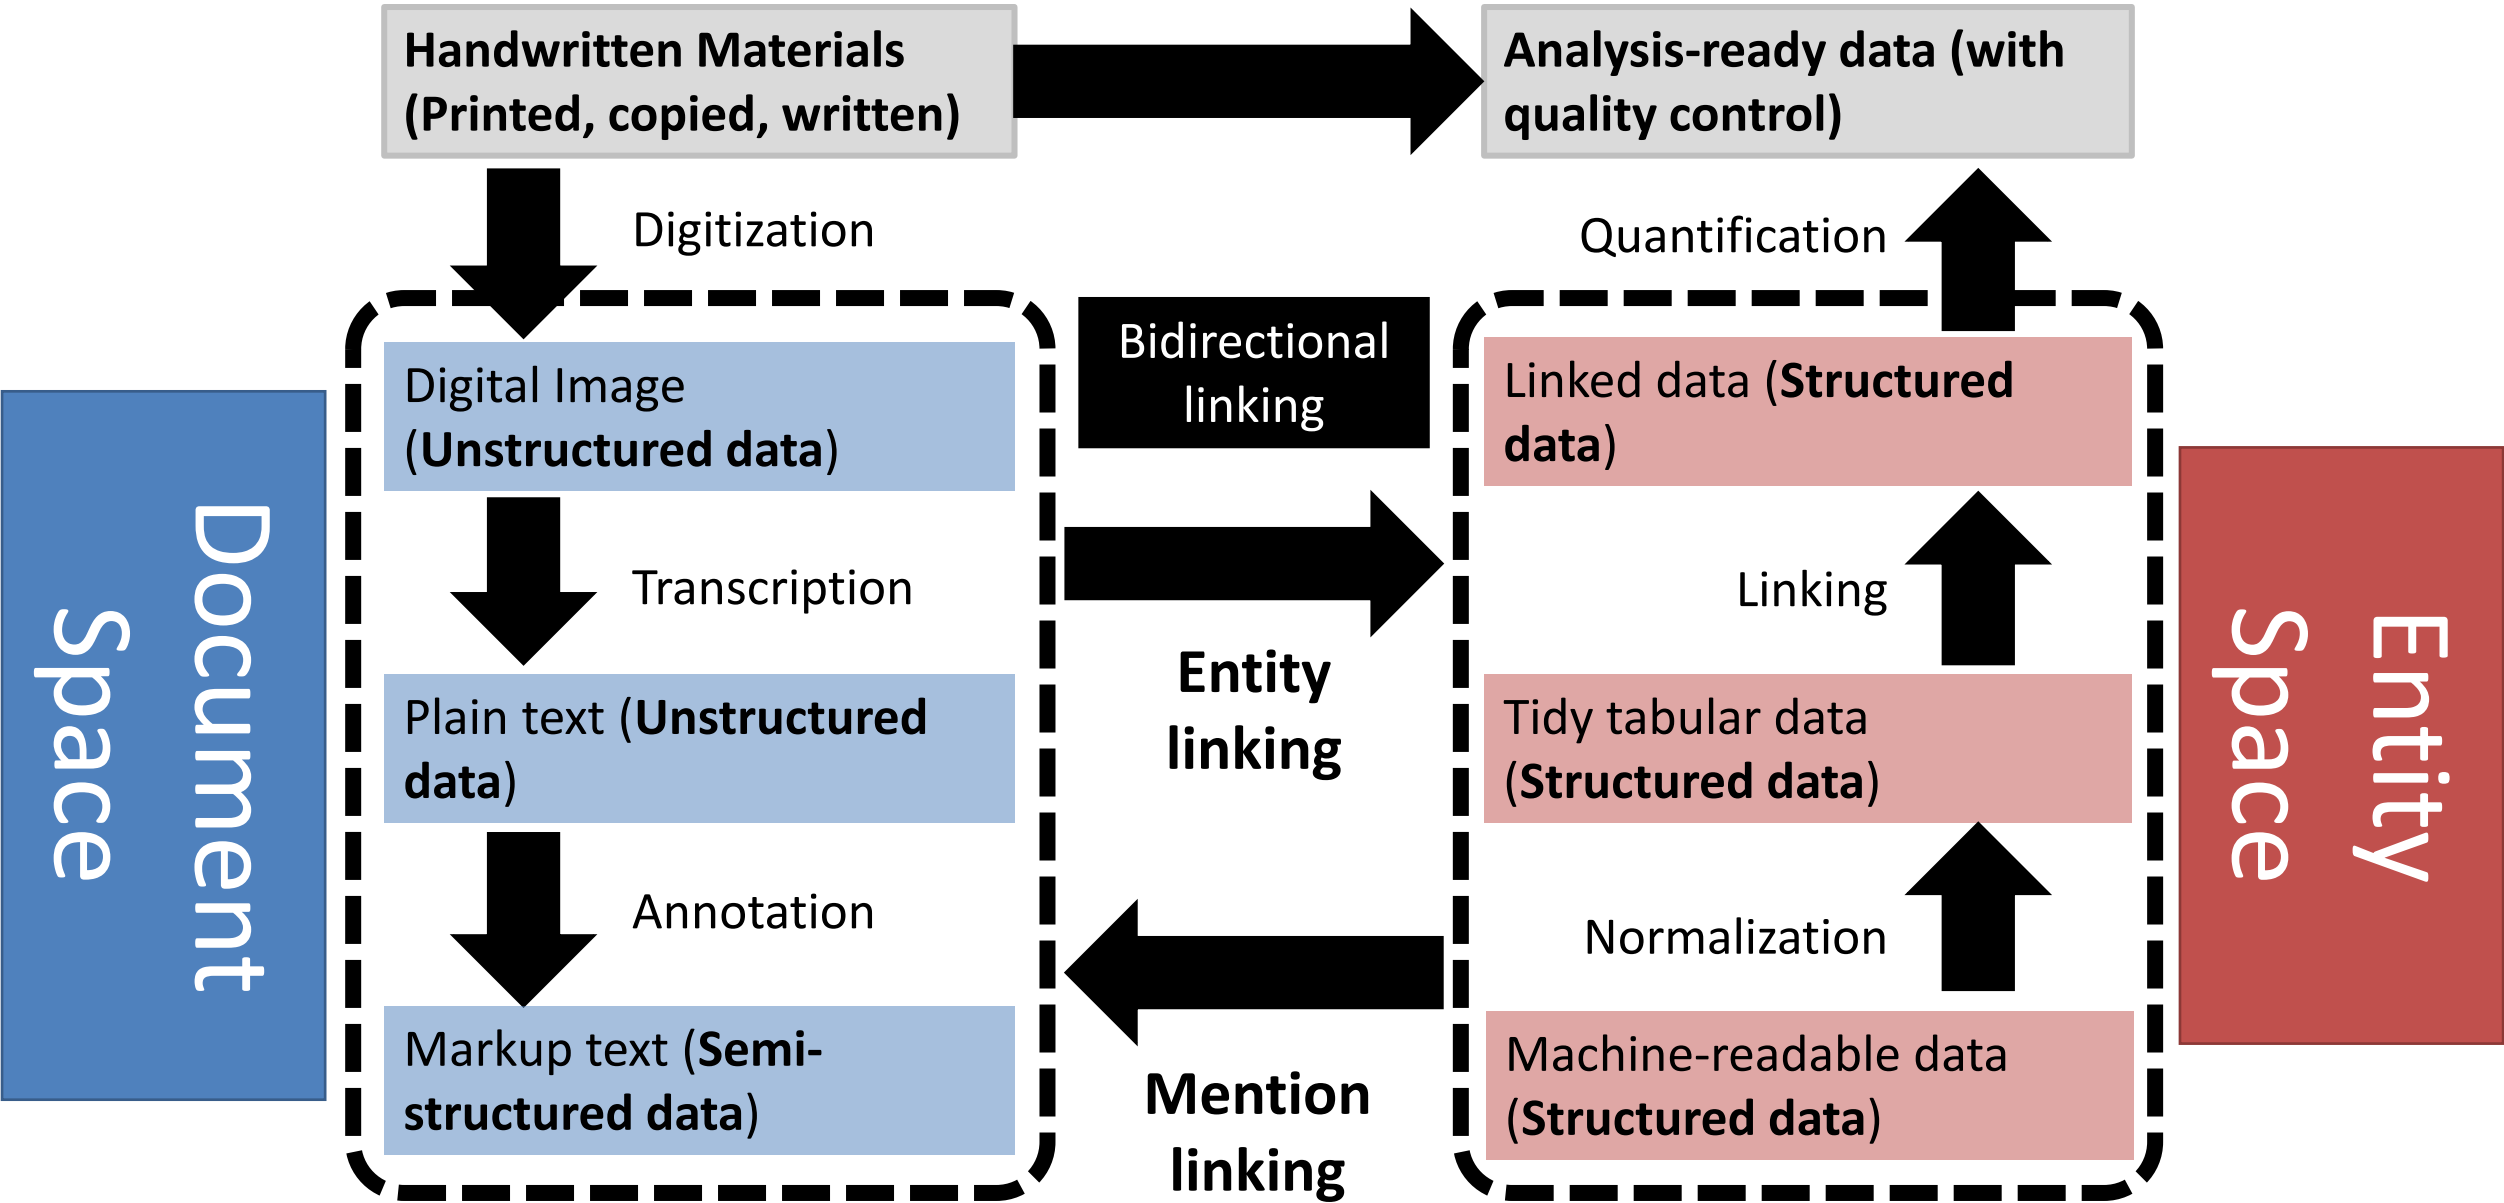 Handwritten Materials
(Printed, copied, written)
Analysis-ready data (with
quality control)
Digitization
Quantification
Document
Space
Digital Image
(Unstructured data)
Transcription
Plain text (Unstructured
data)
Annotation
Markup text (Semi-
structured data)
Bidirectional
linking
Entity
linking
Mention
linking
Linked data (Structured
data)
Linking
Tidy tabular data
(Structured data)
Normalization
Machine-readable data
(Structured data)
Entity
Space